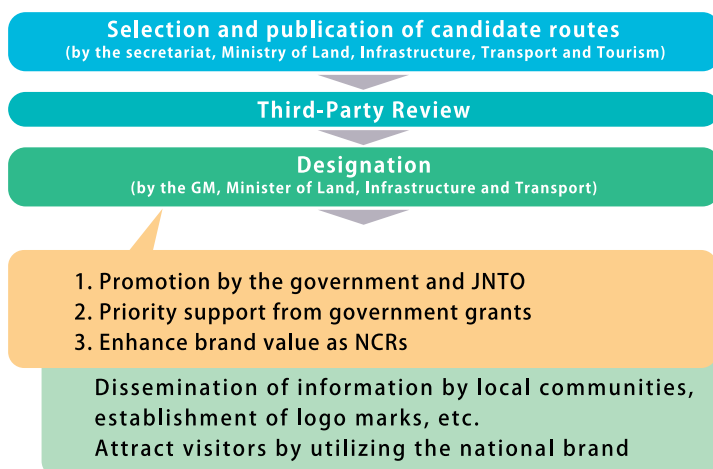 Selection and publication of candidate routes
(by the secretariat, Ministry of Land, Infrastructure, Transport and Tourism)
Third-Party Review
Designation
(by the GM, Minister of Land, Infrastructure and Transport)
1. Promotion by the government and JNTO
2. Priority support from government grants
3. Enhance brand value as NCRs
Dissemination of information by local communities,
establishment of logo marks, etc.
Attract visitors by utilizing the national brand